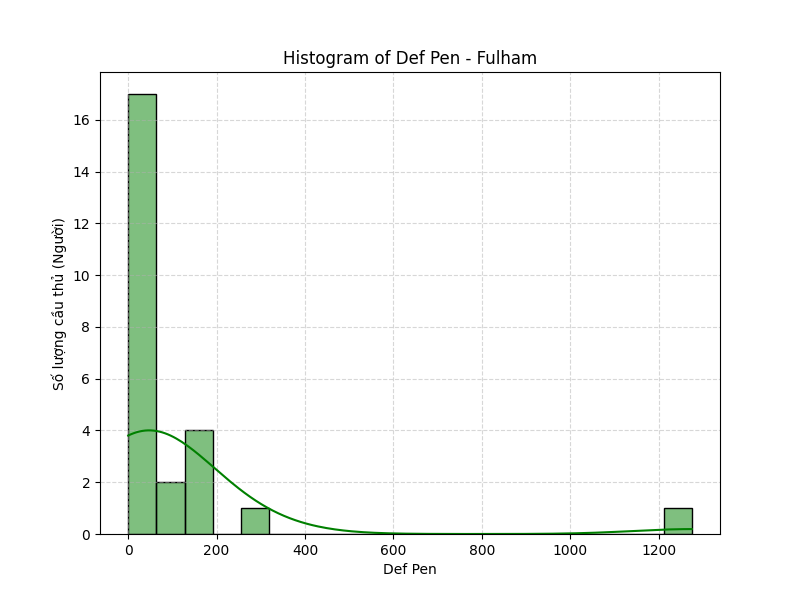 Histogram of Def Pen - Fulham
Số lượng cầu thủ (Người)
16
14
12
10
8
6
4
2
0
0 200 400 600 800 1000 1200
Def Pen